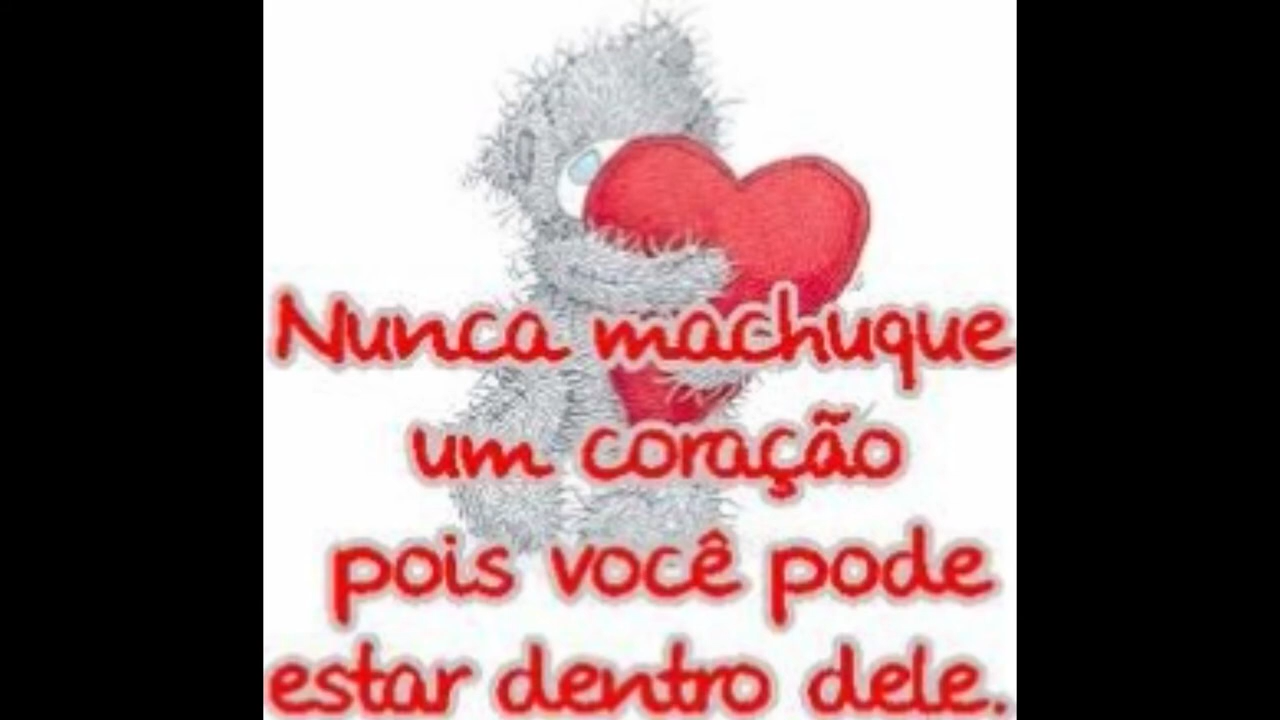 Nunca machuque
um coração
pois você pode
estar dentro dele.